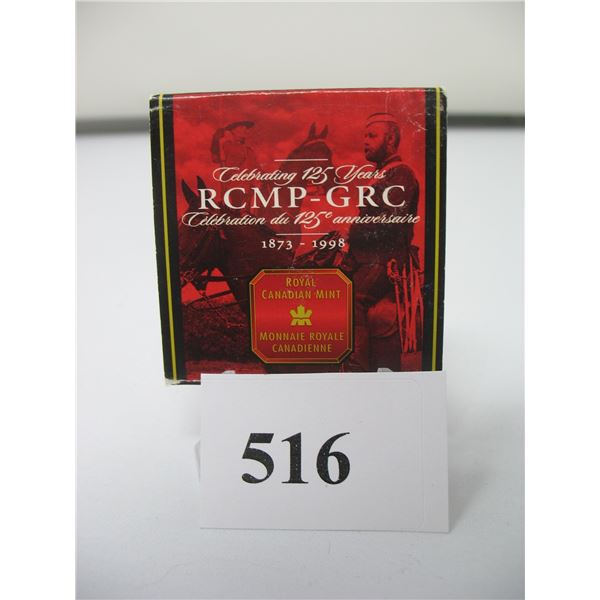 Celebrating 125 Years
RCMP-GRC
Célébration du 125e anniversaire
1873 - 1998
ROYAL
CANADIAN MINT
MONNAIE ROYALE
CANADIENNE
516